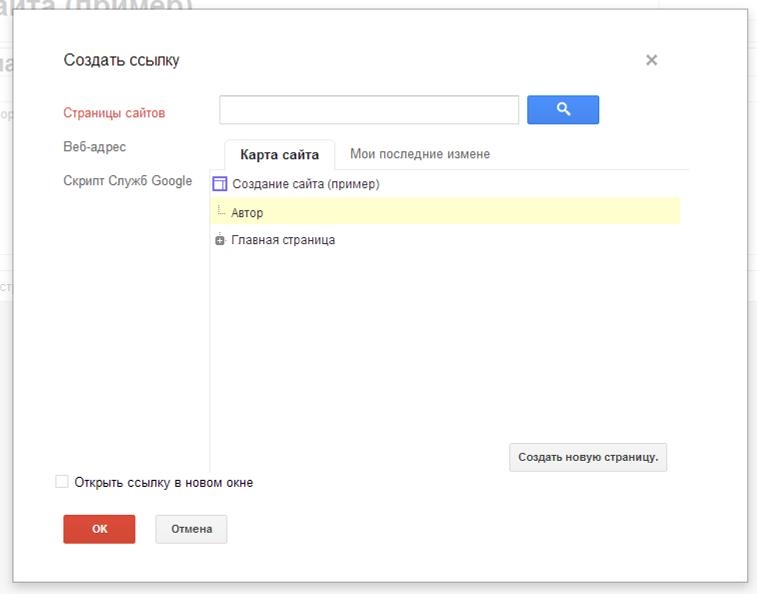 айта (пример)
Создать ссылку
Страницы сайтов
Веб-адрес
Скрипт Служб Google
Карта сайта
Мои последние измене
Создание сайта (пример)
Автор
Главная страница
Создать новую страницу.
Открыть ссылку в новом окне
ОК
Отмена